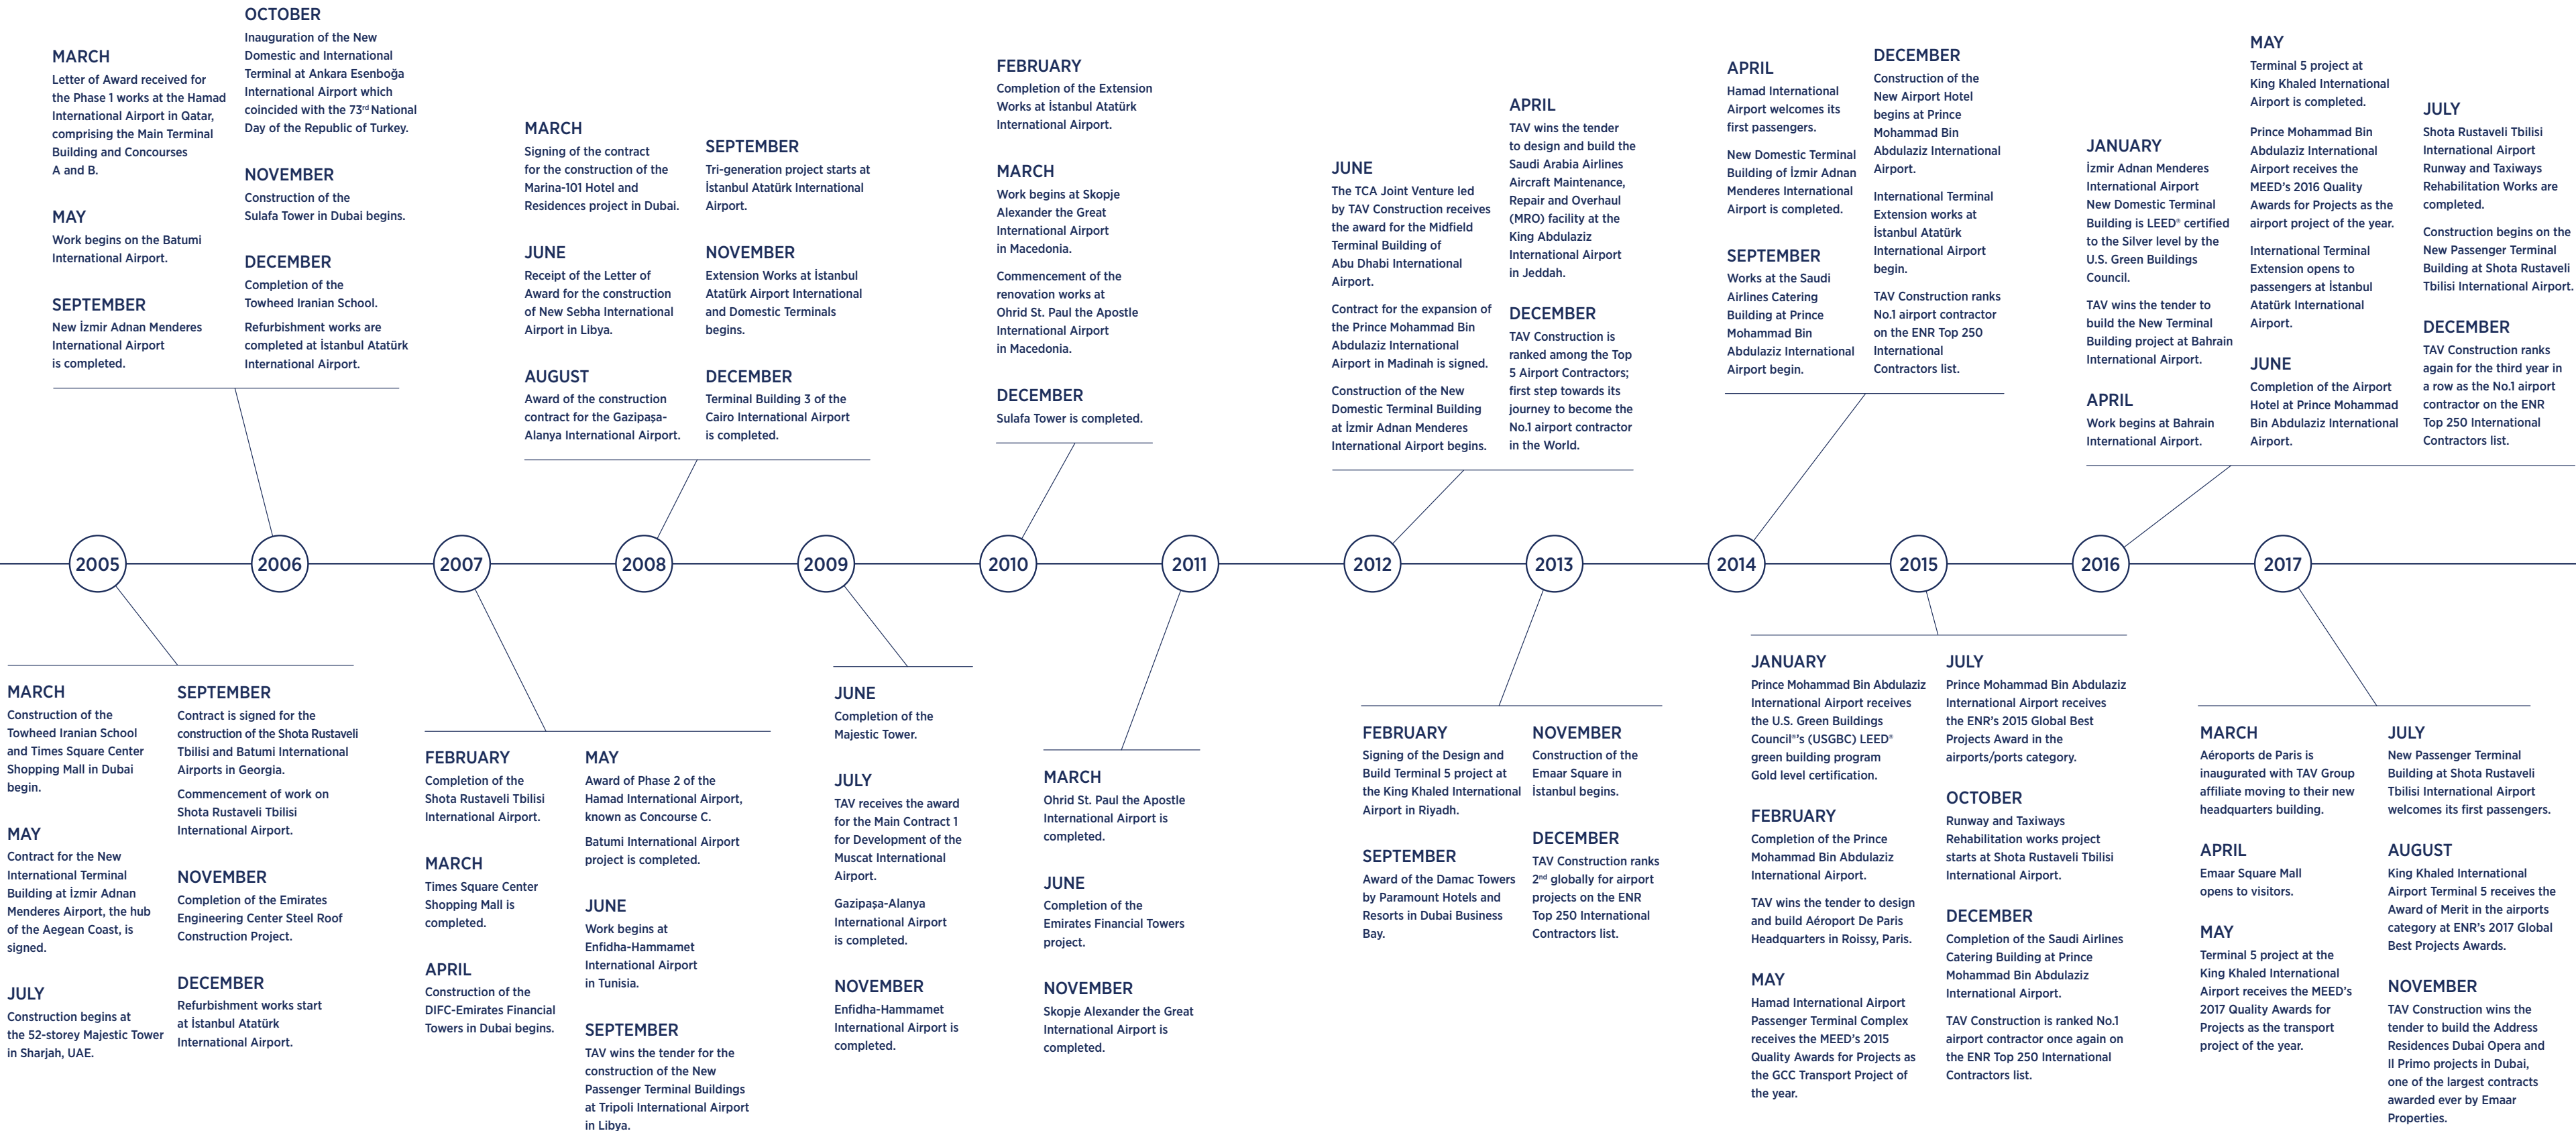 MARCH
Letter of Award received for
the Phase 1 works at the Hamad
International Airport in Qatar,
comprising the Main Terminal
Building and Concourses
A and B.
MAY
Work begins on the Batumi
International Airport.
SEPTEMBER
New İzmir Adnan Menderes
International Airport
is completed.
OCTOBER
Inauguration of the New
Domestic and International
Terminal at Ankara Esenboğa
International Airport which
coincided with the 73rd National
Day of the Republic of Turkey.
NOVEMBER
Construction of the
Sulafa Tower in Dubai begins.
DECEMBER
Completion of the
Towheed Iranian School.
Refurbishment works are
completed at İstanbul Atatürk
International Airport.
MARCH
Signing of the contract
for the construction of the
Marina-101 Hotel and
Residences project in Dubai.
JUNE
Receipt of the Letter of
Award for the construction
of New Sebha International
Airport in Libya.
AUGUST
Award of the construction
contract for the Gazipaşa-
Alanya International Airport.
SEPTEMBER
Tri-generation project starts at
İstanbul Atatürk International
Airport.
NOVEMBER
Extension Works at İstanbul
Atatürk Airport International
and Domestic Terminals
begins.
DECEMBER
Terminal Building 3 of the
Cairo International Airport
is completed.
FEBRUARY
Completion of the Extension
Works at İstanbul Atatürk
International Airport.
MARCH
Work begins at Skopje
Alexander the Great
International Airport
in Macedonia.
Commencement of the
renovation works at
Ohrid St. Paul the Apostle
International Airport
in Macedonia.
DECEMBER
Sulafa Tower is completed.
JUNE
The TCA Joint Venture led
by TAV Construction receives
the award for the Midfield
Terminal Building of
Abu Dhabi International
Airport.
Contract for the expansion of
the Prince Mohammad Bin
Abdulaziz International
Airport in Madinah is signed.
Construction of the New
Domestic Terminal Building
at İzmir Adnan Menderes
International Airport begins.
APRIL
TAV wins the tender
to design and build the
Saudi Arabia Airlines
Aircraft Maintenance,
Repair and Overhaul
(MRO) facility at the
King Abdulaziz
International Airport
in Jeddah.
DECEMBER
TAV Construction is
ranked among the Top
5 Airport Contractors;
first step towards its
journey to become the
No.1 airport contractor
in the World.
APRIL
Hamad International
Airport welcomes its
first passengers.
New Domestic Terminal
Building of İzmir Adnan
Menderes International
Airport is completed.
SEPTEMBER
Works at the Saudi
Airlines Catering
Building at Prince
Mohammad Bin
Abdulaziz International
Airport begin.
DECEMBER
Construction of the
New Airport Hotel
begins at Prince
Mohammad Bin
Abdulaziz International
Airport.
International Terminal
Extension works at
İstanbul Atatürk
International Airport
begin.
TAV Construction ranks
No.1 airport contractor
on the ENR Top 250
International
Contractors list.
JANUARY
İzmir Adnan Menderes
International Airport
New Domestic Terminal
Building is LEED® certified
to the Silver level by the
U.S. Green Buildings
Council.
TAV wins the tender to
build the New Terminal
Building project at Bahrain
International Airport.
APRIL
Work begins at Bahrain
International Airport.
MAY
Terminal 5 project at
King Khaled International
Airport is completed.
Prince Mohammad Bin
Abdulaziz International
Airport receives the
MEED's 2016 Quality
Awards for Projects as the
airport project of the year.
International Terminal
Extension opens to
passengers at İstanbul
Atatürk International
Airport.
JUNE
Completion of the Airport
Hotel at Prince Mohammad
Bin Abdulaziz International
Airport.
JULY
Shota Rustaveli Tbilisi
International Airport
Runway and Taxiways
Rehabilitation Works are
completed.
Construction begins on the
New Passenger Terminal
Building at Shota Rustaveli
Tbilisi International Airport.
DECEMBER
TAV Construction ranks
again for the third year in
a row as the No.1 airport
contractor on the ENR
Top 250 International
Contractors list.
2005
2006
2007
2008
2009
2010
2011
2012
2013
2014
2015
2016
2017
MARCH
Construction of the
Towheed Iranian School
and Times Square Center
Shopping Mall in Dubai
begin.
MAY
Contract for the New
International Terminal
Building at İzmir Adnan
Menderes Airport, the hub
of the Aegean Coast, is
signed.
JULY
Construction begins at
the 52-storey Majestic Tower
in Sharjah, UAE.
SEPTEMBER
Contract is signed for the
construction of the Shota Rustaveli
Tbilisi and Batumi International
Airports in Georgia.
Commencement of work on
Shota Rustaveli Tbilisi
International Airport.
NOVEMBER
Completion of the Emirates
Engineering Center Steel Roof
Construction Project.
DECEMBER
Refurbishment works start
at İstanbul Atatürk
International Airport.
FEBRUARY
Completion of the
Shota Rustaveli Tbilisi
International Airport.
MARCH
Times Square Center
Shopping Mall is
completed.
APRIL
Construction of the
DIFC-Emirates Financial
Towers in Dubai begins.
MAY
Award of Phase 2 of the
Hamad International Airport,
known as Concourse C.
Batumi International Airport
project is completed.
JUNE
Work begins at
Enfidha-Hammamet
International Airport
in Tunisia.
SEPTEMBER
TAV wins the tender for the
construction of the New
Passenger Terminal Buildings
at Tripoli International Airport
in Libya.
JUNE
Completion of the
Majestic Tower.
JULY
TAV receives the award
for the Main Contract 1
for Development of the
Muscat International
Airport.
Gazipaşa-Alanya
International Airport
is completed.
NOVEMBER
Enfidha-Hammamet
International Airport is
completed.
MARCH
Ohrid St. Paul the Apostle
International Airport is
completed.
JUNE
Completion of the
Emirates Financial Towers
project.
NOVEMBER
Skopje Alexander the Great
International Airport is
completed.
FEBRUARY
Signing of the Design and
Build Terminal 5 project at
the King Khaled International
Airport in Riyadh.
SEPTEMBER
Award of the Damac Towers
by Paramount Hotels and
Resorts in Dubai Business
Bay.
NOVEMBER
Construction of the
Emaar Square in
İstanbul begins.
DECEMBER
TAV Construction ranks
2nd globally for airport
projects on the ENR
Top 250 International
Contractors list.
JANUARY
Prince Mohammad Bin Abdulaziz
International Airport receives
the U.S. Green Buildings
Council®'s (USGBC) LEED®
green building program
Gold level certification.
FEBRUARY
Completion of the Prince
Mohammad Bin Abdulaziz
International Airport.
TAV wins the tender to design
and build Aéroport De Paris
Headquarters in Roissy, Paris.
MAY
Hamad International Airport
Passenger Terminal Complex
receives the MEED's 2015
Quality Awards for Projects as
the GCC Transport Project of
the year.
JULY
Prince Mohammad Bin Abdulaziz
International Airport receives
the ENR's 2015 Global Best
Projects Award in the
airports/ports category.
OCTOBER
Runway and Taxiways
Rehabilitation works project
starts at Shota Rustaveli Tbilisi
International Airport.
DECEMBER
Completion of the Saudi Airlines
Catering Building at Prince
Mohammad Bin Abdulaziz
International Airport.
TAV Construction is ranked No.1
airport contractor once again on
the ENR Top 250 International
Contractors list.
MARCH
Aéroports de Paris is
inaugurated with TAV Group
affiliate moving to their new
headquarters building.
APRIL
Emaar Square Mall
opens to visitors.
MAY
Terminal 5 project at the
King Khaled International
Airport receives the MEED's
2017 Quality Awards for
Projects as the transport
project of the year.
JULY
New Passenger Terminal
Building at Shota Rustaveli
Tbilisi International Airport
welcomes its first passengers.
AUGUST
King Khaled International
Airport Terminal 5 receives the
Award of Merit in the airports
category at ENR's 2017 Global
Best Projects Awards.
NOVEMBER
TAV Construction wins the
tender to build the Address
Residences Dubai Opera and
Il Primo projects in Dubai,
one of the largest contracts
awarded ever by Emaar
Properties.